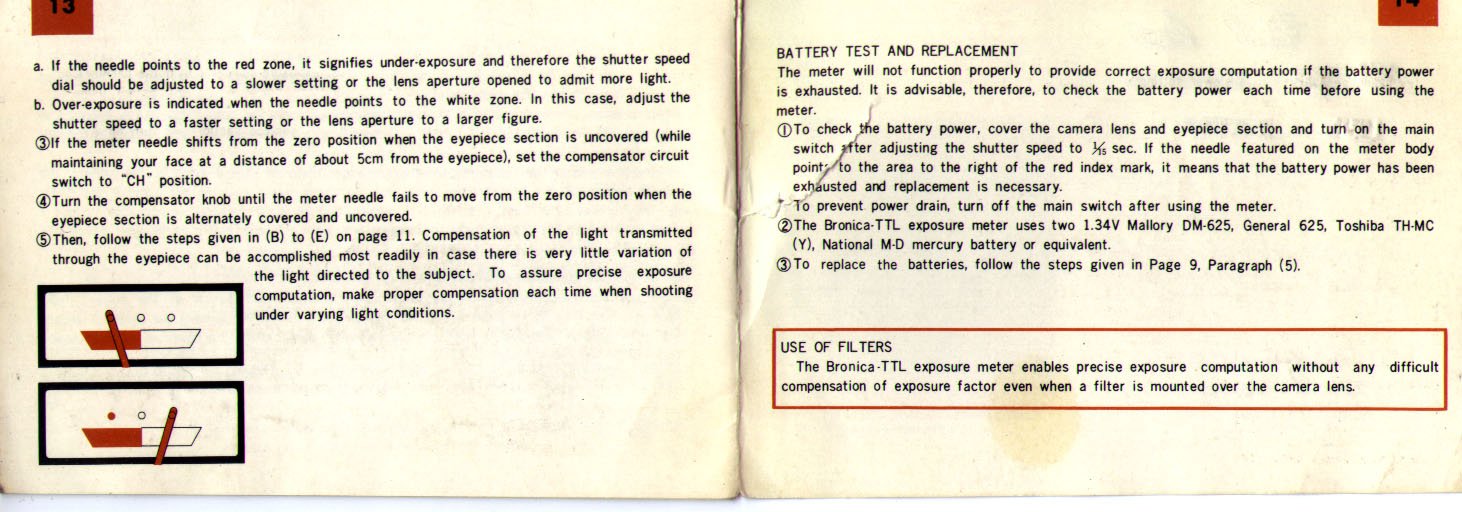 13
a. If the needle points to the red zone, it signifies under-exposure and therefore the shutter speed
dial should be adjusted to a slower setting or the lens aperture opened to admit more light.
b. Over-exposure is indicated when the needle points to the white zone. In this case, adjust the
shutter speed to a faster setting or the lens aperture to a larger figure.
③If the meter needle shifts from the zero position when the eyepiece section is uncovered (while
maintaining your face at a distance of about 5cm from the eyepiece), set the compensator circuit
switch to "CH" position.
④Turn the compensator knob until the meter needle fails to move from the zero position when the
eyepiece section is alternately covered and uncovered.
⑤Then, follow the steps given in (B) to (E) on page 11. Compensation of the light transmitted
through the eyepiece can be accomplished most readily in case there is very little variation of
the light directed to the subject. To assure precise exposure
computation, make proper compensation each time when shooting
under varying light conditions.
14
BATTERY TEST AND REPLACEMENT
The meter will not function properly to provide correct exposure computation if the battery power
is exhausted. It is advisable, therefore, to check the battery power each time before using the
meter.
①To check the battery power, cover the camera lens and eyepiece section and turn on the main
switch after adjusting the shutter speed to 1/15 sec. If the needle featured on the meter body
points to the area to the right of the red index mark, it means that the battery power has been
exhausted and replacement is necessary.
To prevent power drain, turn off the main switch after using the meter.
②The Bronica-TTL exposure meter uses two 1.34V Mallory DM-625, General 625, Toshiba TH-MC
(Y), National M-D mercury battery or equivalent.
③To replace the batteries, follow the steps given in Page 9, Paragraph (5).
USE OF FILTERS
The Bronica-TTL exposure meter enables precise exposure computation without any difficult
compensation of exposure factor even when a filter is mounted over the camera lens.